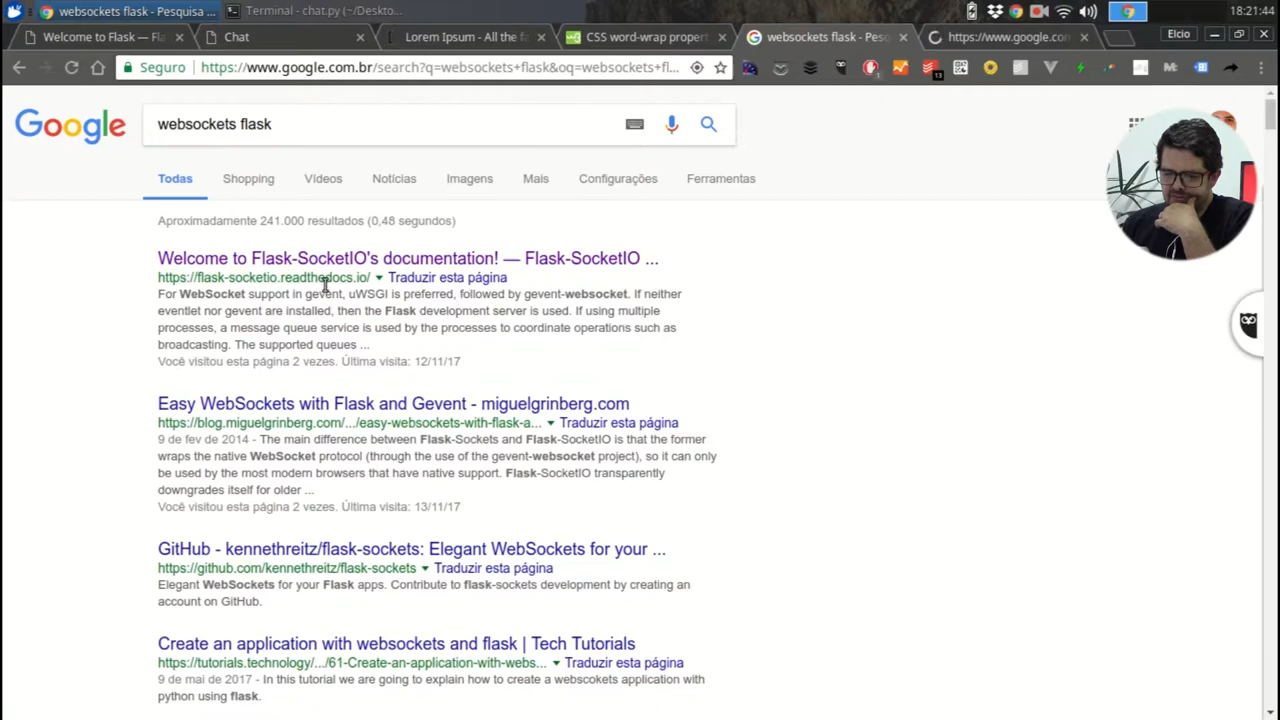 websockets flask - Pesquisa ...
Terminal - chat.py (~/Deskto...
18:21:44
Welcome to Flask — Fl
Chat
Lorem Ipsum - All the fa
CSS word-wrap propert
websockets flask - Pesq
https://www.google.com
Elcio
Seguro
https://www.google.com.br/search?q=websockets+flask&oq=websockets+fl...
13
Google
websockets flask
Todas
Shopping
Vídeos
Notícias
Imagens
Mais
Configurações
Ferramentas
Aproximadamente 241.000 resultados (0,48 segundos)
Welcome to Flask-SocketIO's documentation! — Flask-SocketIO ...
https://flask-socketio.readthedocs.io/ Traduzir esta página
For WebSocket support in gevent, uWSGI is preferred, followed by gevent-websocket. If neither
eventlet nor gevent are installed, then the Flask development server is used. If using multiple
processes, a message queue service is used by the processes to coordinate operations such as
broadcasting. The supported queues ...
Você visitou esta página 2 vezes. Última visita: 12/11/17
Easy WebSockets with Flask and Gevent - miguelgrinberg.com
https://blog.miguelgrinberg.com/.../easy-websockets-with-flask-a... Traduzir esta página
9 de fev de 2014 - The main difference between Flask-Sockets and Flask-SocketIO is that the former
wraps the native WebSocket protocol (through the use of the gevent-websocket project), so it can only
be used by the most modern browsers that have native support. Flask-SocketIO transparently
downgrades itself for older ...
Você visitou esta página 2 vezes. Última visita: 13/11/17
GitHub - kennethreitz/flask-sockets: Elegant WebSockets for your ...
https://github.com/kennethreitz/flask-sockets Traduzir esta página
Elegant WebSockets for your Flask apps. Contribute to flask-sockets development by creating an
account on GitHub.
Create an application with websockets and flask | Tech Tutorials
https://tutorials.technology/.../61-Create-an-application-with-webs... Traduzir esta página
9 de mai de 2017 - In this tutorial we are going to explain how to create a webscokets application with
python using flask.